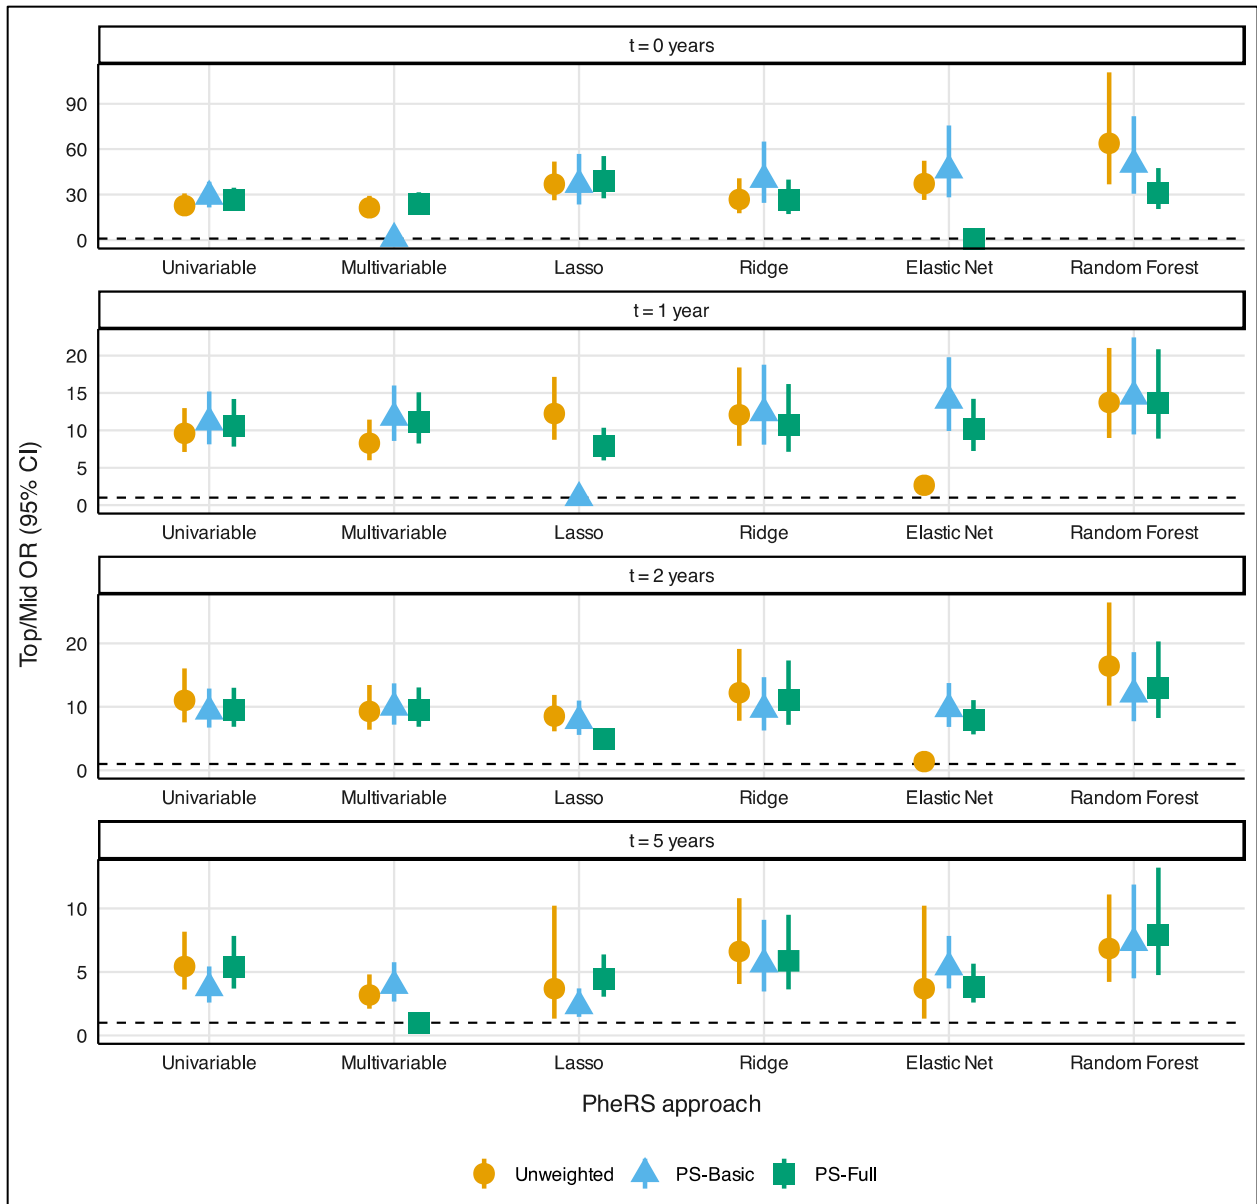 t = 0 years
90
60
30
0
Univariable Multivariable Lasso Ridge Elastic Net Random Forest
t = 1 year
20
15
10
5
0
Univariable Multivariable Lasso Ridge Elastic Net Random Forest
t = 2 years
20
10
0
Univariable Multivariable Lasso Ridge Elastic Net Random Forest
t = 5 years
10
5
0
Univariable Multivariable Lasso Ridge Elastic Net Random Forest
Top/Mid OR (95% CI)
PheRS approach
Unweighted PS-Basic PS-Full